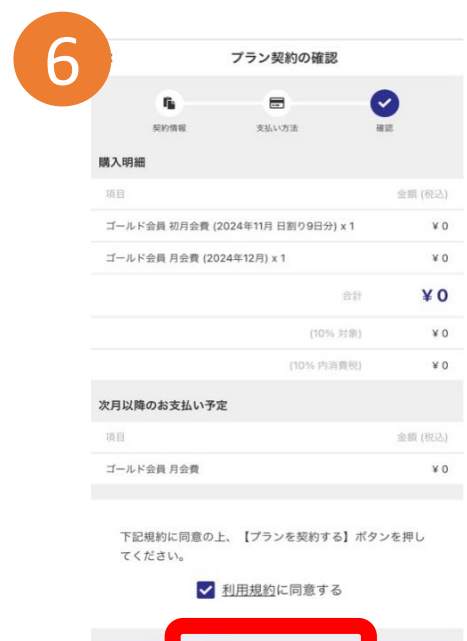 6
プラン契約の確認
契約情報 支払い方法 確認
購入明細
項目 金額 (税込)
ゴールド会員 初月会費 (2024年11月 日割り9日分) x 1 ¥ 0
ゴールド会員 月会費 (2024年12月) x 1 ¥ 0
合計 ¥ 0
(10% 対象) ¥ 0
(10% 内消費税) ¥ 0
次月以降のお支払い予定
項目 金額 (税込)
ゴールド会員 月会費 ¥ 0
下記規約に同意の上、【プランを契約する】ボタンを押し
てください。
利用規約に同意する